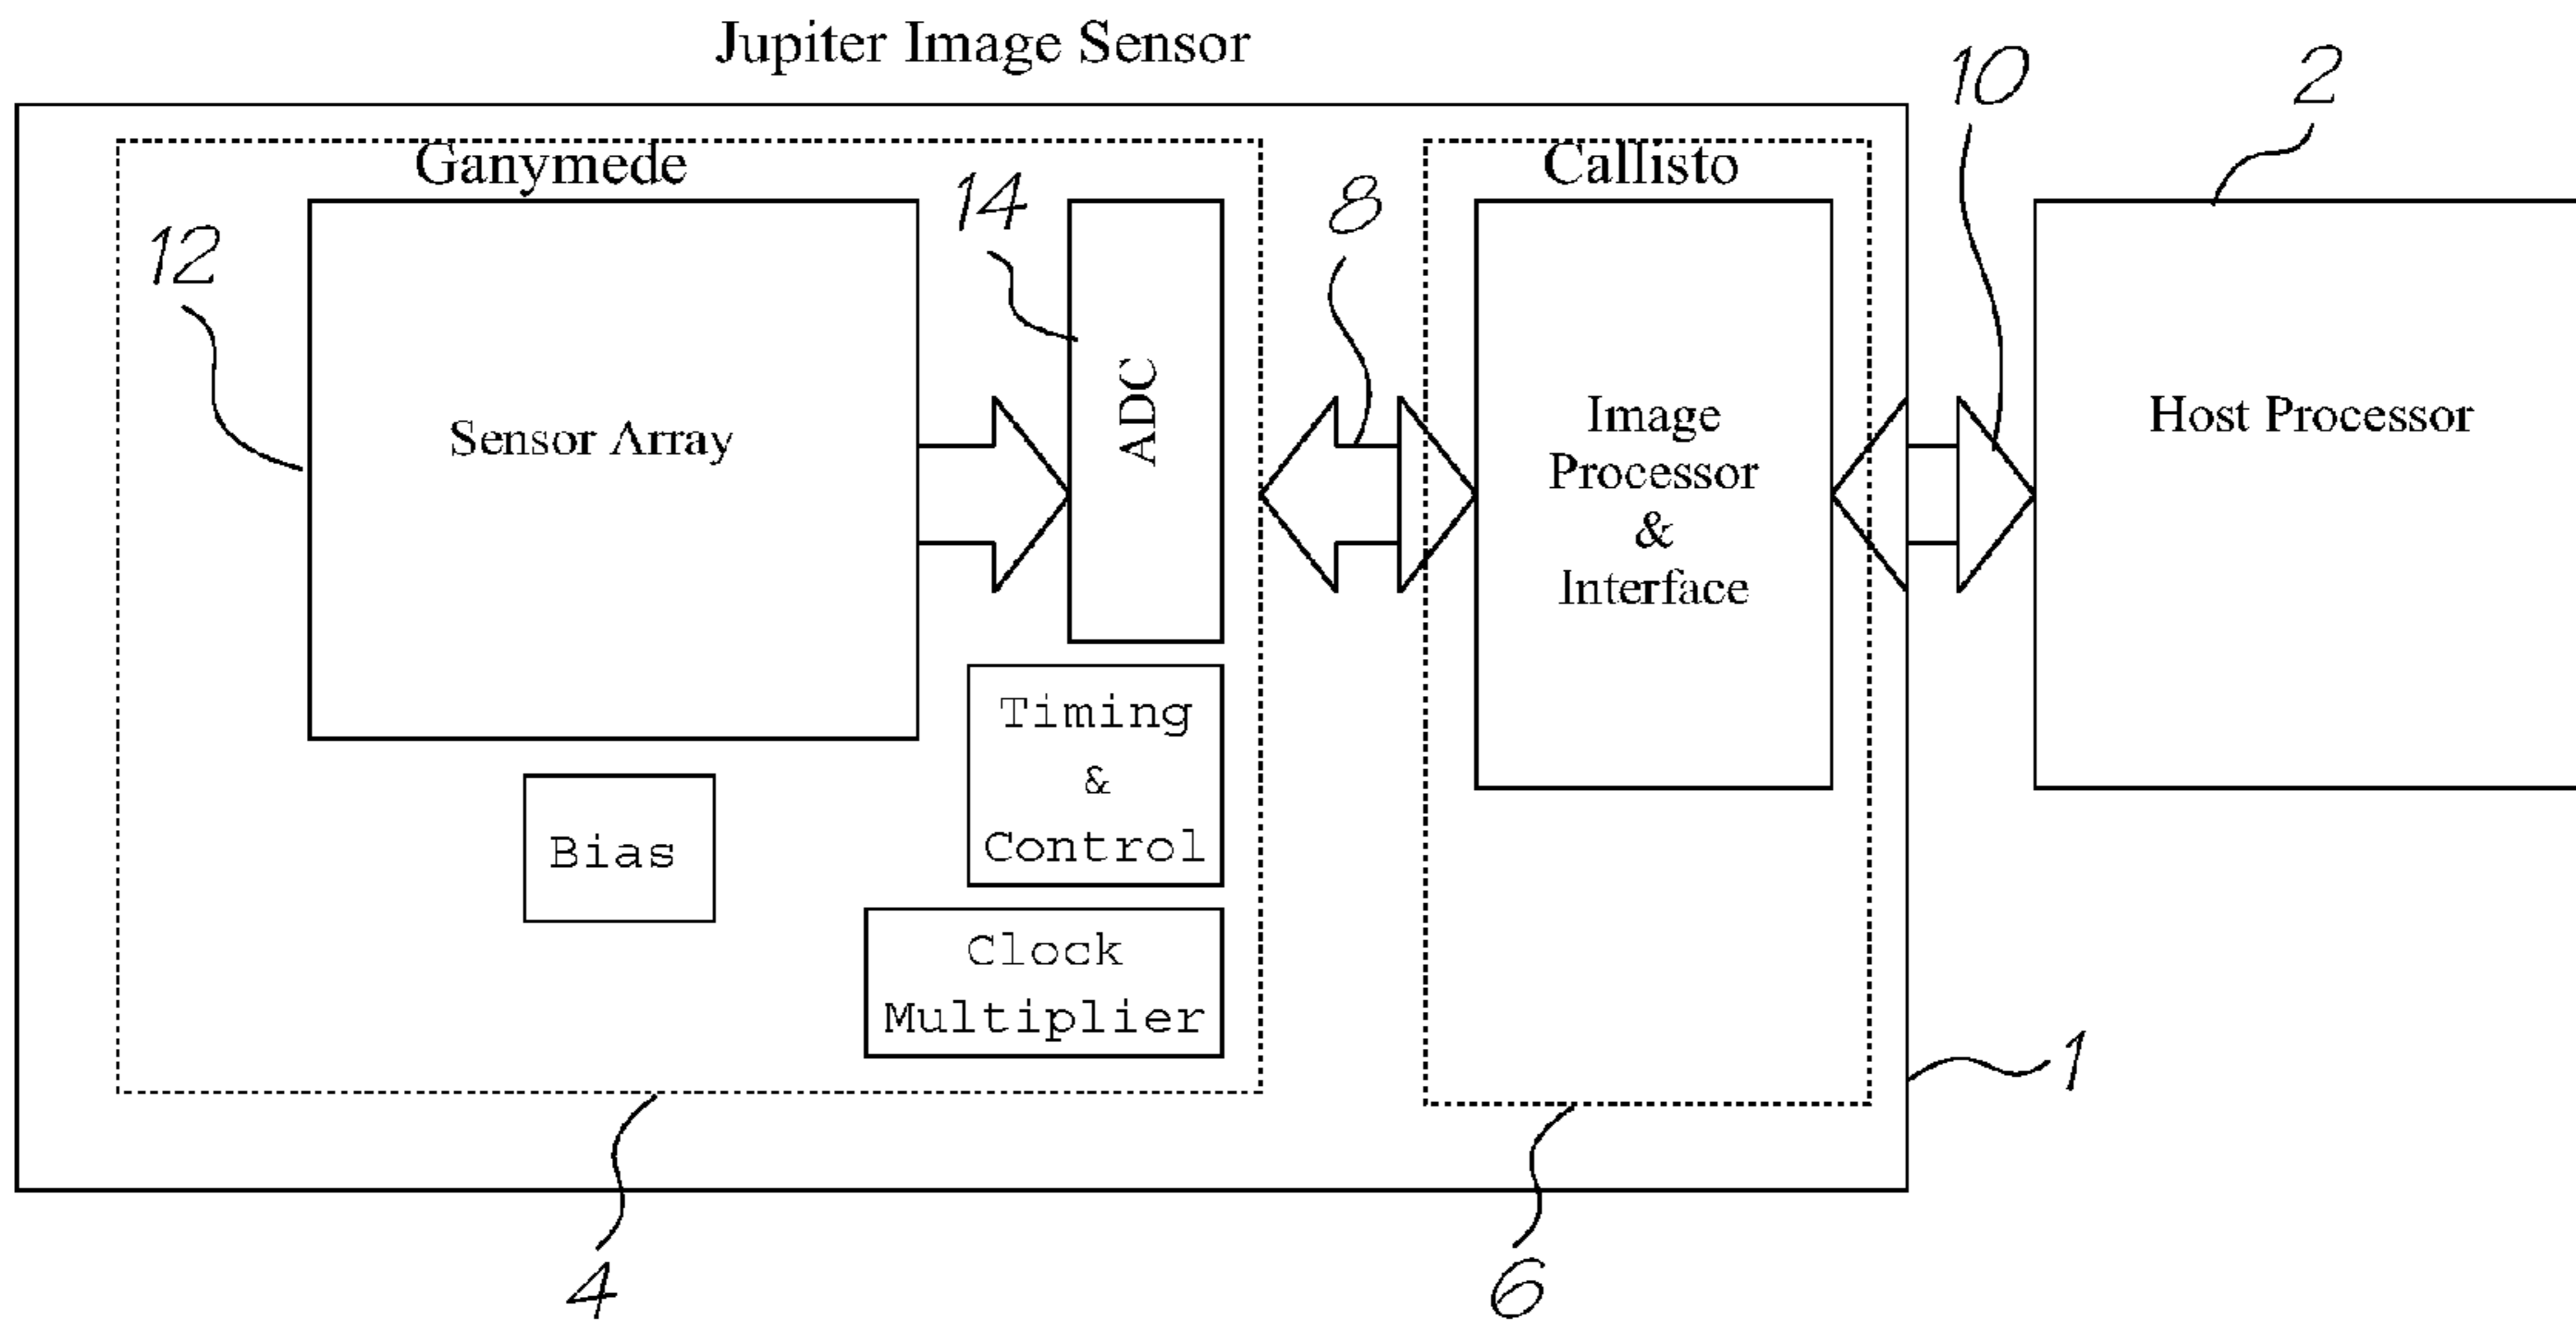 Jupiter Image Sensor
10
2
Ganymede
Callisto
12
14
8
Sensor Array
ADC
Image
Processor
&
Interface
Host Processor
Timing
&
Control
Bias
Clock
Multiplier
1
4
6